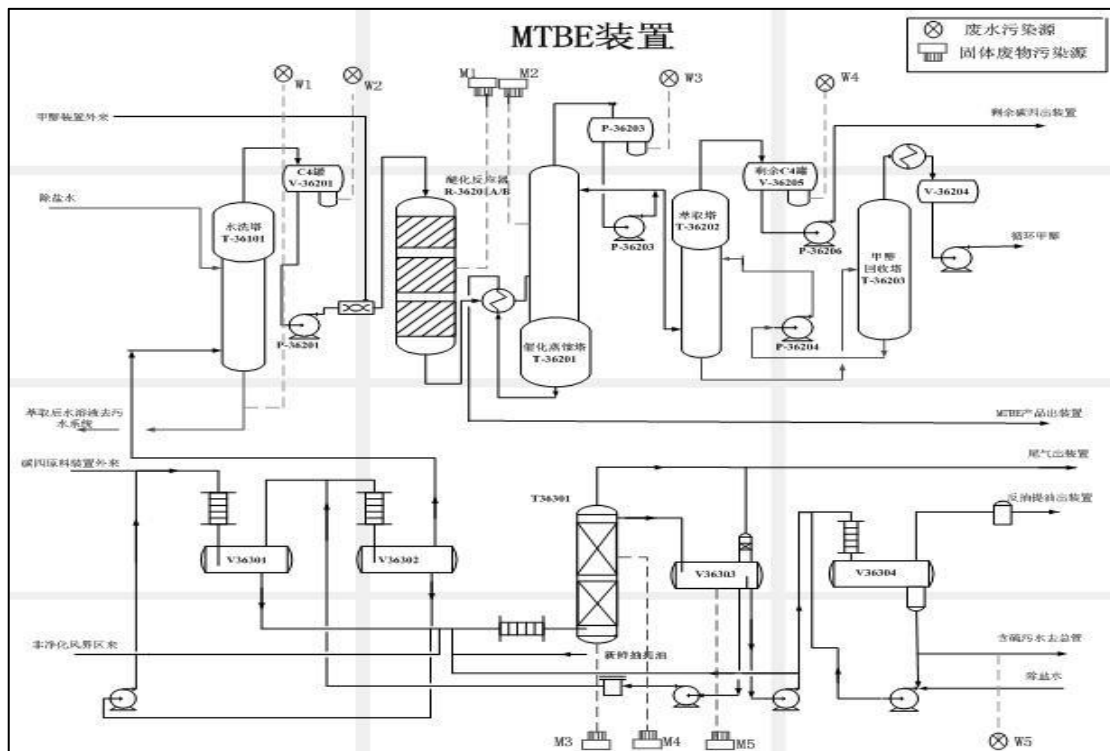 MTBE装置
废水污染源
固体废物污染源
W1
W2
M1
M2
W3
W4
甲醇装置外来
P-36203
剩余碳四出装置
C4罐
V-36201
醚化反应器
R-36201A/B
剩余C4罐
V-36205
V-36204
除盐水
水洗塔
T-36101
萃取塔
T-36202
P-36203
P-36206
循环甲醇
甲醇
回收塔
T-36203
P-36201
P-36204
催化蒸馏塔
T-36201
萃取后水溶液去污
水系统
MTBE产品出装置
碳四原料装置外来
尾气出装置
T36301
反抽提油出装置
V36301
V36302
V36303
V36304
非净化风界区来
新鲜抽提油
含硫污水去总管
除盐水
M3
M4
M5
W5